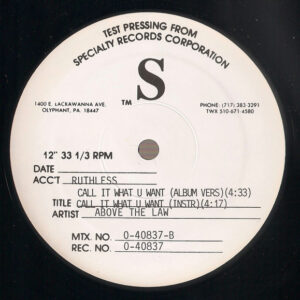 TEST PRESSING FROM
SPECIALTY RECORDS CORPORATION
S
TM
1400 E. LACKAWANNA AVE.
OLYPHANT, PA. 18447
PHONE: (717) 383-3291
TWX 510-671-4580
12" 33 1/3 RPM
DATE
ACC'T RUTHLESS
CALL IT WHAT U WANT (ALBUM VERS)(4:33)
TITLE CALL IT WHAT U WANT (INSTR)(4:17)
ARTIST ABOVE THE LAW
MTX. NO. 0-40837-B
REC. NO. 0-40837